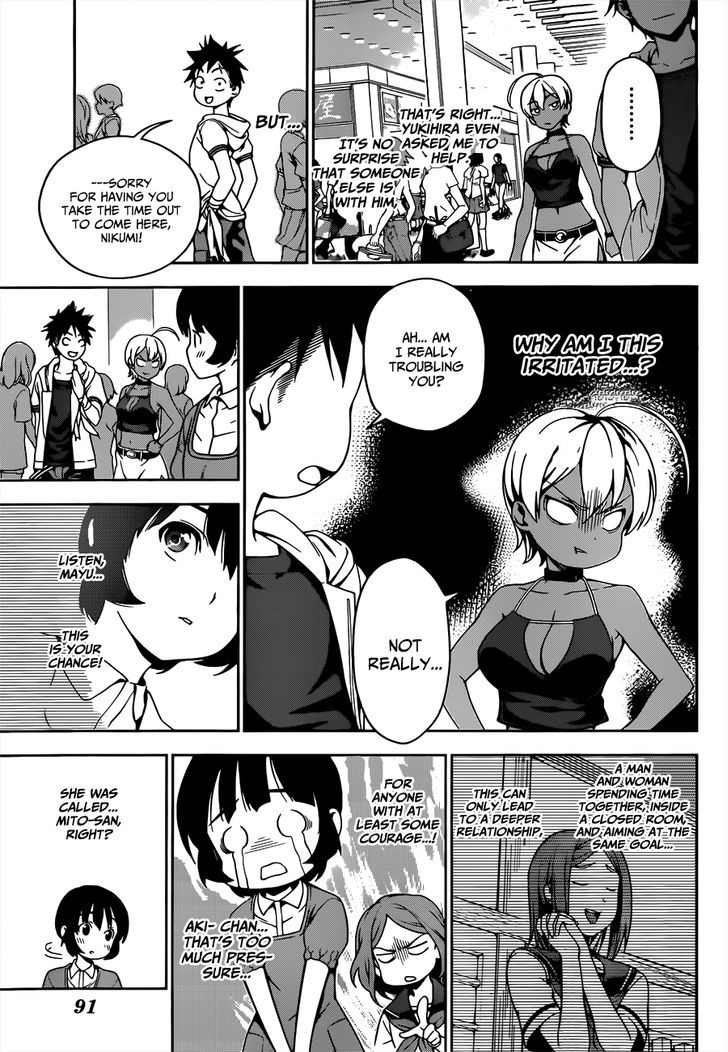 .......
THAT'S RIGHT...
YUKIHIRA EVEN
ASKED ME TO
HELP.
IT'S NO
SURPRISE
THAT SOMEONE
ELSE IS
WITH HIM,
屋
BUT...
---SORRY
FOR HAVING YOU
TAKE THE TIME OUT
TO COME HERE,
NIKUMI!
WHY AM I THIS
IRRITATED...?
AH... AM
I REALLY
TROUBLING
YOU?
NOT
REALLY...
LISTEN,
MAYU...
THIS
IS YOUR
CHANCE!
A MAN
AND WOMAN
SPENDING TIME
TOGETHER, INSIDE
A CLOSED ROOM,
AND AIMING AT THE
SAME GOAL...
THIS CAN
ONLY LEAD
TO A DEEPER
RELATIONSHIP,
FOR
ANYONE
WITH AT
LEAST SOME
COURAGE...!
AKI- CHAN...
THAT'S TOO
MUCH PRES-
SURE...
SHE WAS
CALLED...
MITO-SAN,
RIGHT?
91